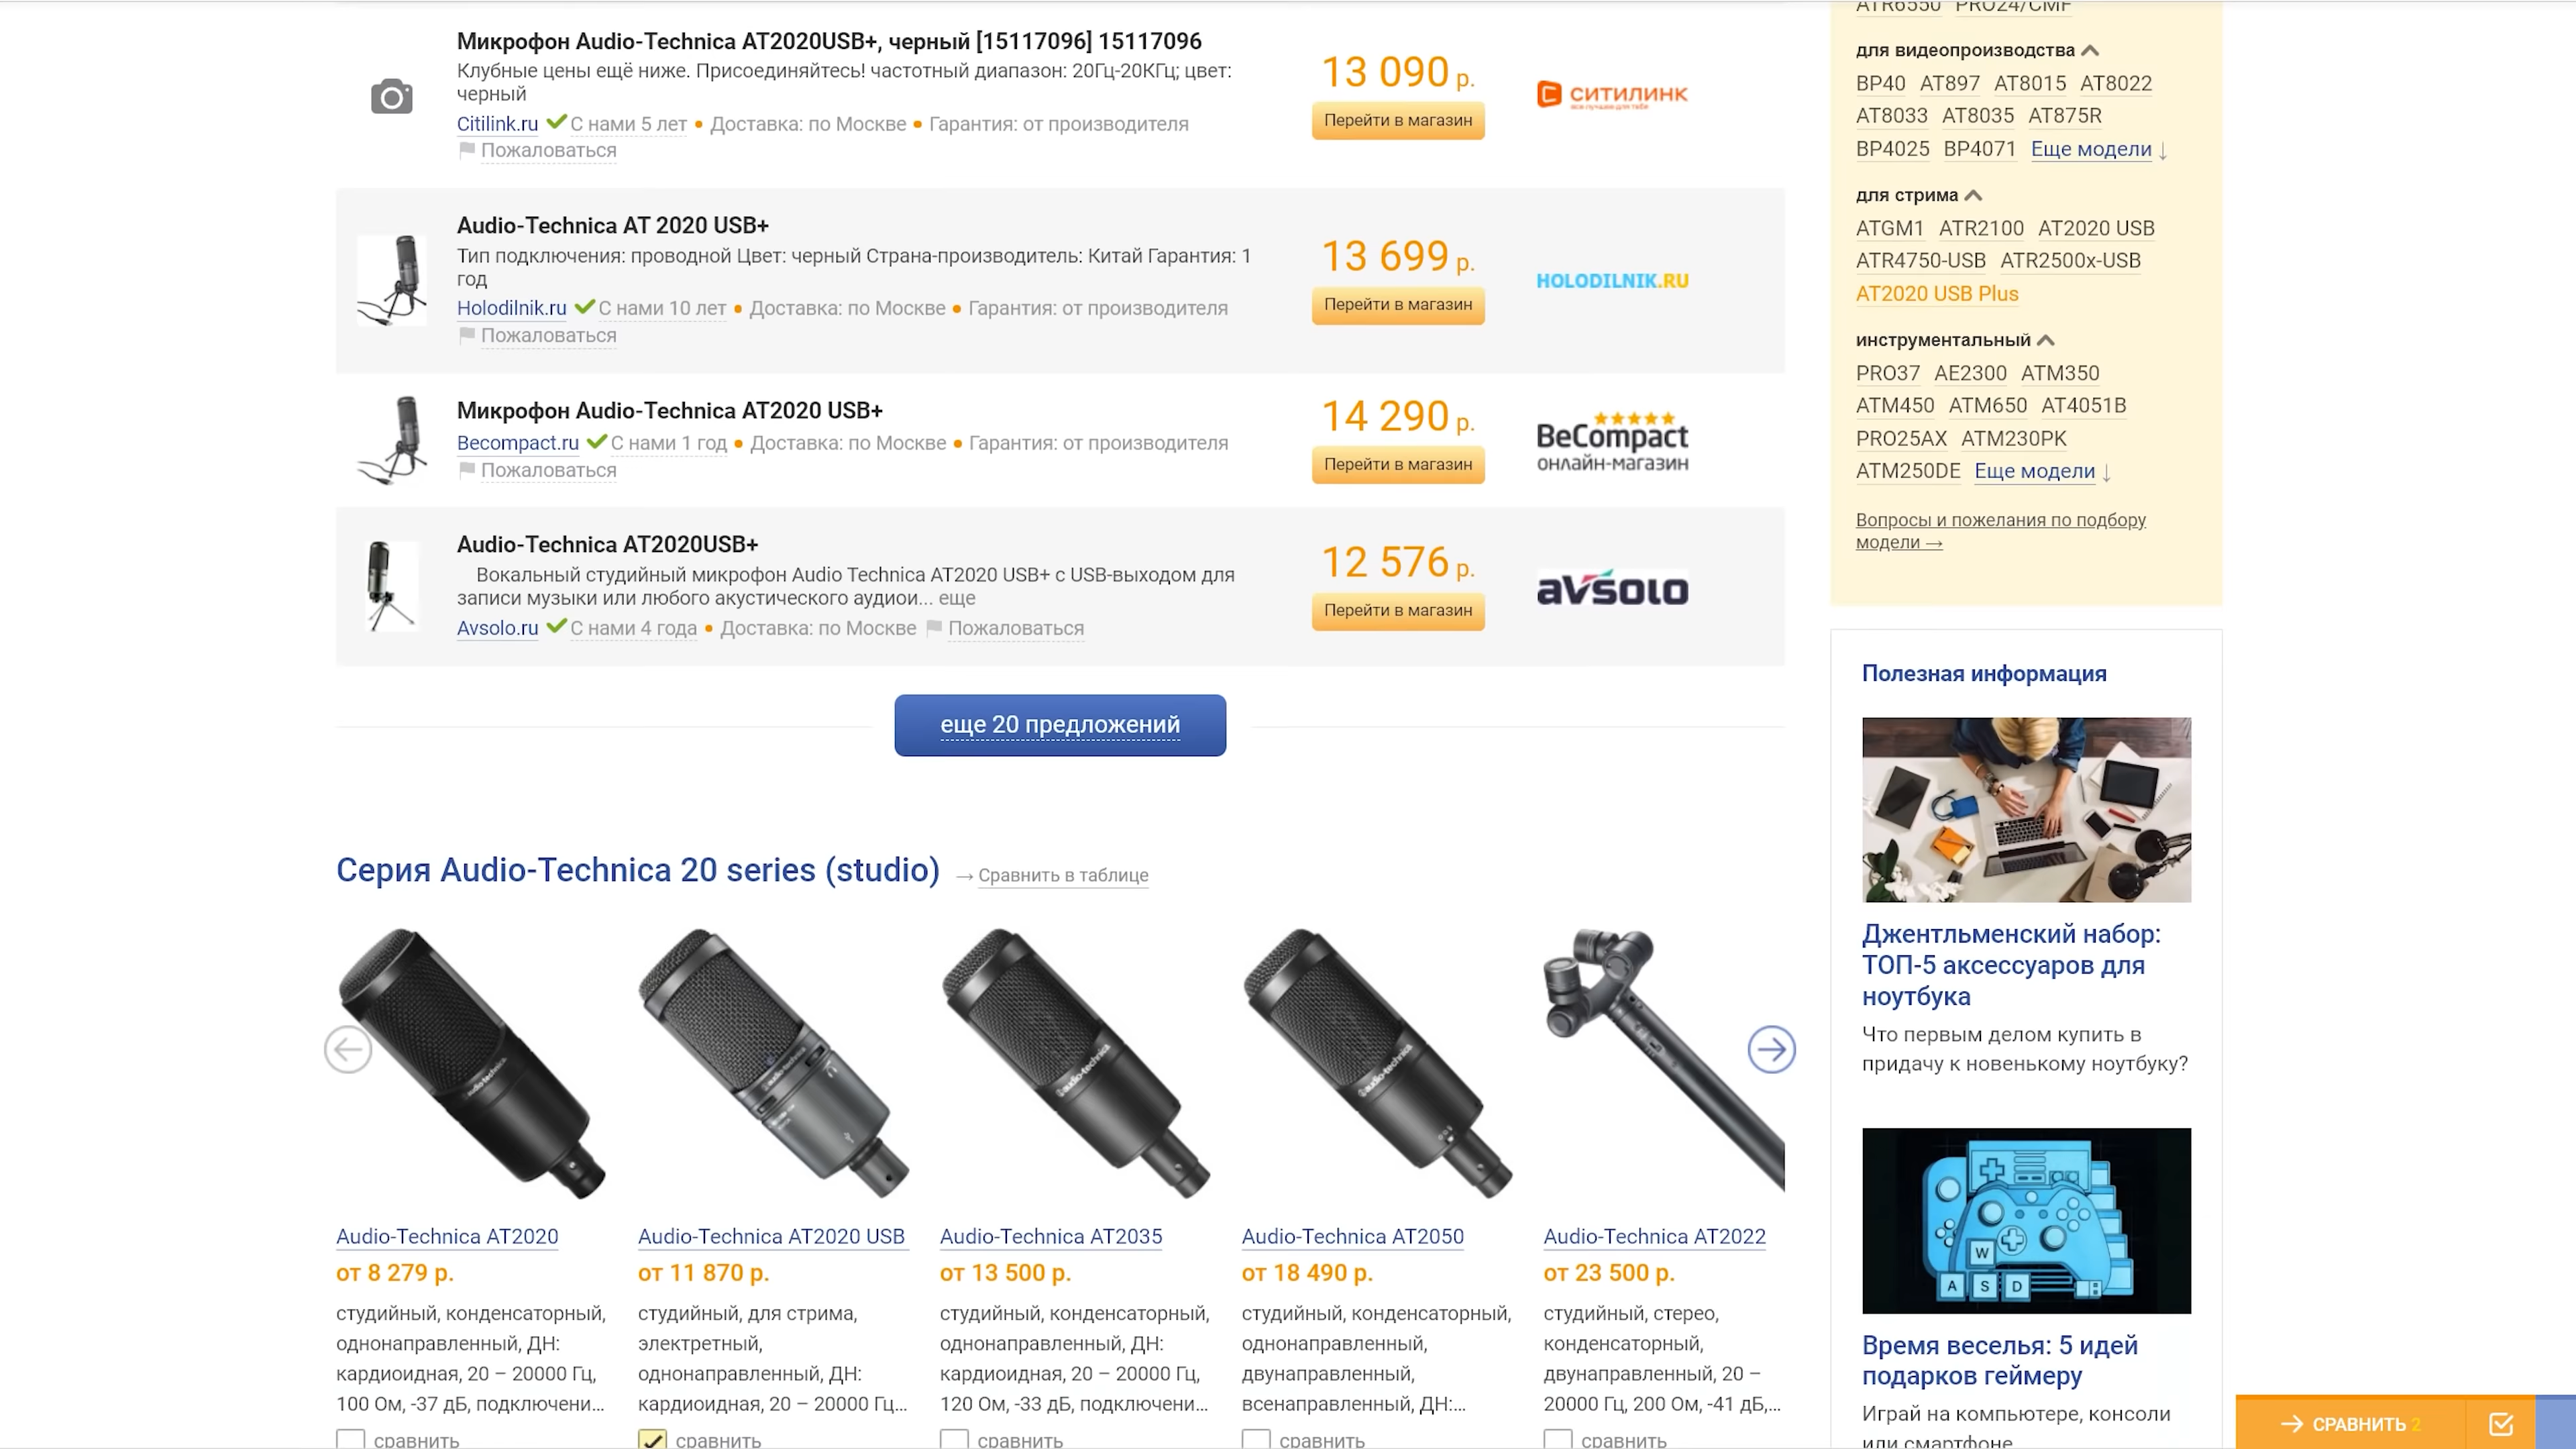 Микрофон Audio-Technica AT2020USB+, черный [15117096] 15117096
Клубные цены ещё ниже. Присоединяйтесь! частотный диапазон: 20Гц-20КГц; цвет:
черный
Citilink.ru С нами 5 лет • Доставка: по Москве • Гарантия: от производителя
Пожаловаться
13 090 р.
Перейти в магазин
СИТИЛИНК
Audio-Technica AT 2020 USB+
Тип подключения: проводной Цвет: черный Страна-производитель: Китай Гарантия: 1
год
Holodilnik.ru С нами 10 лет • Доставка: по Москве • Гарантия: от производителя
Пожаловаться
13 699 р.
Перейти в магазин
HOLODILNIK.RU
Микрофон Audio-Technica AT2020 USB+
Becompact.ru С нами 1 год • Доставка: по Москве • Гарантия: от производителя
Пожаловаться
14 290 р.
Перейти в магазин
BeCompact
онлайн-магазин
Audio-Technica AT2020USB+
Вокальный студийный микрофон Audio Technica AT2020 USB+ с USB-выходом для
записи музыки или любого акустического аудиои... еще
Avsolo.ru С нами 4 года • Доставка: по Москве Пожаловаться
12 576 р.
Перейти в магазин
avsolo
еще 20 предложений
Серия Audio-Technica 20 series (studio) → Сравнить в таблице
Audio-Technica AT2020
от 8 279 р.
студийный, конденсаторный,
однонаправленный, ДН:
кардиоидная, 20 – 20000 Гц,
100 Ом, -37 дБ, подключени...
сравнить
Audio-Technica AT2020 USB
от 11 870 р.
студийный, для стрима,
электретный,
однонаправленный, ДН:
кардиоидная, 20 – 20000 Гц...
сравнить
Audio-Technica AT2035
от 13 500 р.
студийный, конденсаторный,
однонаправленный, ДН:
кардиоидная, 20 – 20000 Гц,
120 Ом, -33 дБ, подключени...
сравнить
Audio-Technica AT2050
от 18 490 р.
студийный, конденсаторный,
однонаправленный,
двунаправленный,
всенаправленный, ДН:...
сравнить
Audio-Technica AT2022
от 23 500 р.
студийный, стерео,
конденсаторный,
двунаправленный, 20 –
20000 Гц, 200 Ом, -41 дБ,...
сравнить
ATR6550 PRO24/CMF
для видеопроизводства
BP40 AT897 AT8015 AT8022
AT8033 AT8035 AT875R
BP4025 BP4071 Еще модели ↓
для стрима
ATGM1 ATR2100 AT2020 USB
ATR4750-USB ATR2500x-USB
AT2020 USB Plus
инструментальный
PRO37 AE2300 ATM350
ATM450 ATM650 AT4051B
PRO25AX ATM230PK
ATM250DE Еще модели ↓
Вопросы и пожелания по подбору
модели →
Полезная информация
Джентльменский набор:
ТОП-5 аксессуаров для
ноутбука
Что первым делом купить в
придачу к новенькому ноутбуку?
W
A S D
Время веселья: 5 идей
подарков геймеру
Играй на компьютере, консоли
или смартфоне
→ СРАВНИТЬ 2